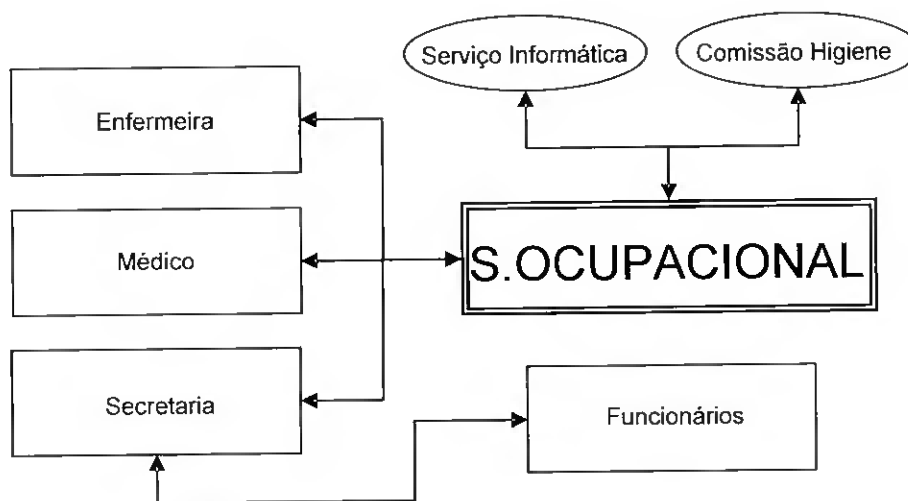 Serviço Informática
Comissão Higiene
Enfermeira
Médico
S.OCUPACIONAL
Secretaria
Funcionários